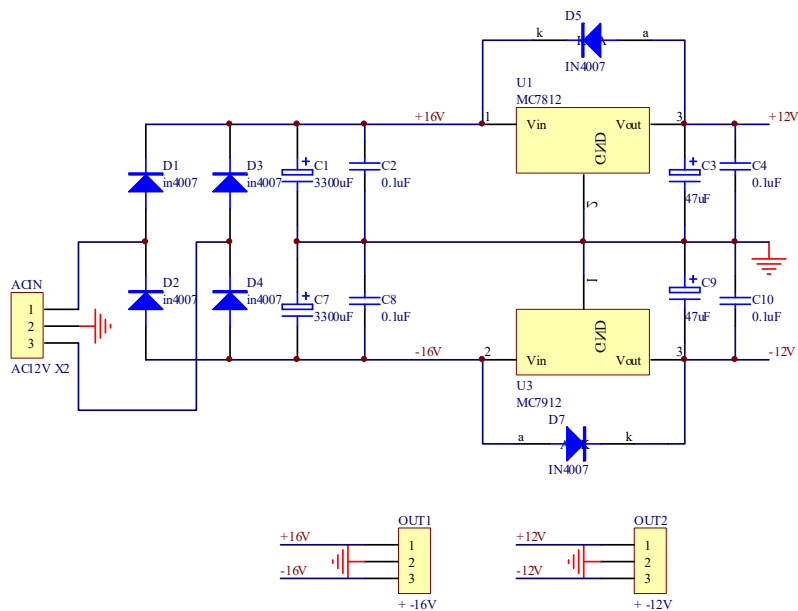 D5
k
a
IN4007
U1
MC7812
+16V
1
Vin
Vout
3
+12V
GND
2
D1
in4007
D3
in4007
+
C1
3300uF
C2
0.1uF
+
C3
47uF
C4
0.1uF
ACIN
1
2
3
AC12V X2
D2
in4007
D4
in4007
+
C7
3300uF
C8
0.1uF
1
GND
+
C9
47uF
C10
0.1uF
-16V
2
Vin
Vout
3
-12V
U3
MC7912
D7
a
k
IN4007
OUT1
+16V
1
2
-16V
3
+ -16V
OUT2
+12V
1
2
-12V
3
+ -12V